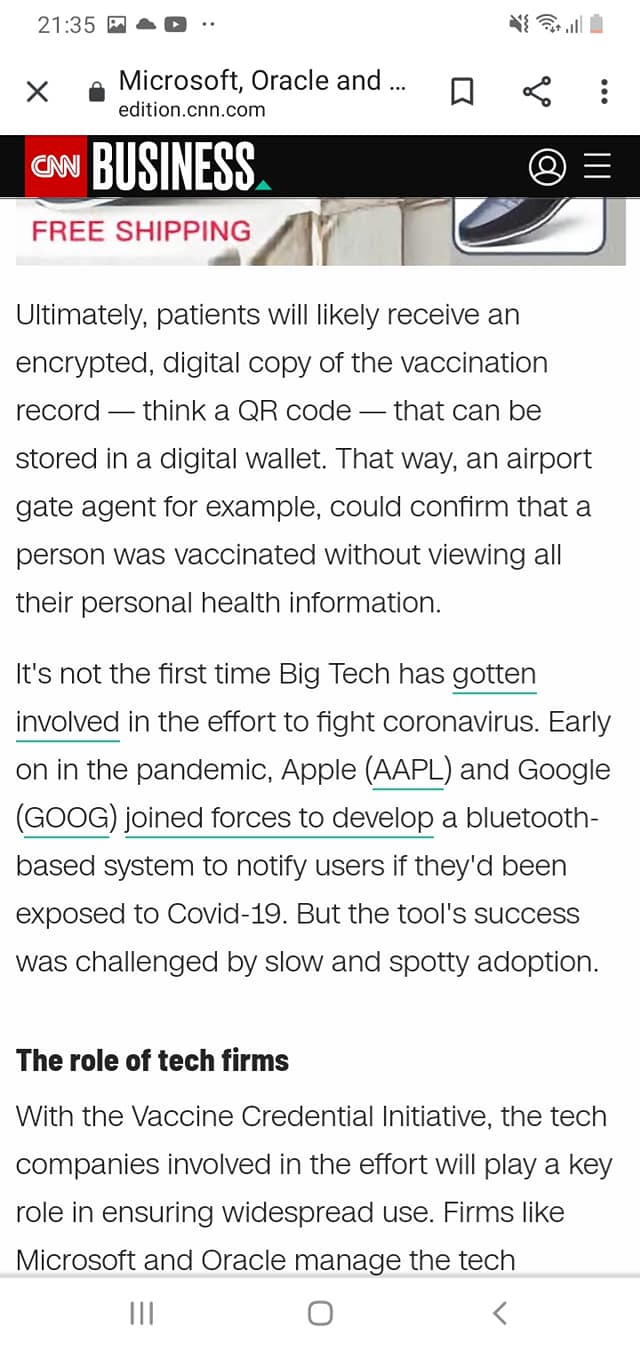 21:35
Microsoft, Oracle and ...
edition.cnn.com
CNN BUSINESS
FREE SHIPPING
Ultimately, patients will likely receive an
encrypted, digital copy of the vaccination
record — think a QR code — that can be
stored in a digital wallet. That way, an airport
gate agent for example, could confirm that a
person was vaccinated without viewing all
their personal health information.
It's not the first time Big Tech has gotten
involved in the effort to fight coronavirus. Early
on in the pandemic, Apple (AAPL) and Google
(GOOG) joined forces to develop a bluetooth-
based system to notify users if they'd been
exposed to Covid-19. But the tool's success
was challenged by slow and spotty adoption.
The role of tech firms
With the Vaccine Credential Initiative, the tech
companies involved in the effort will play a key
role in ensuring widespread use. Firms like
Microsoft and Oracle manage the tech